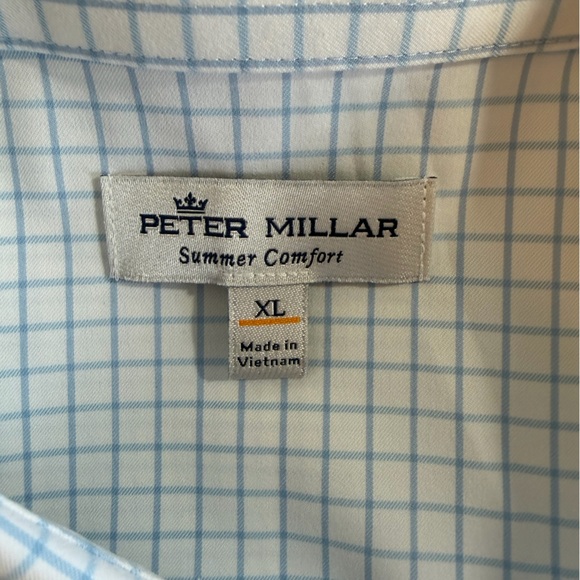 PETER MILLAR
Summer Comfort
XL
Made in
Vietnam